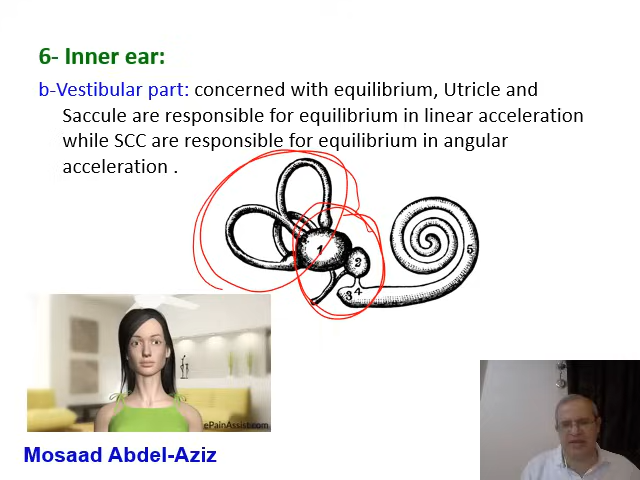 6- Inner ear:
b-Vestibular part: concerned with equilibrium, Utricle and
Saccule are responsible for equilibrium in linear acceleration
while SCC are responsible for equilibrium in angular
acceleration .
1
2
3
4
5
ePainAssist.com
Mosaad Abdel-Aziz